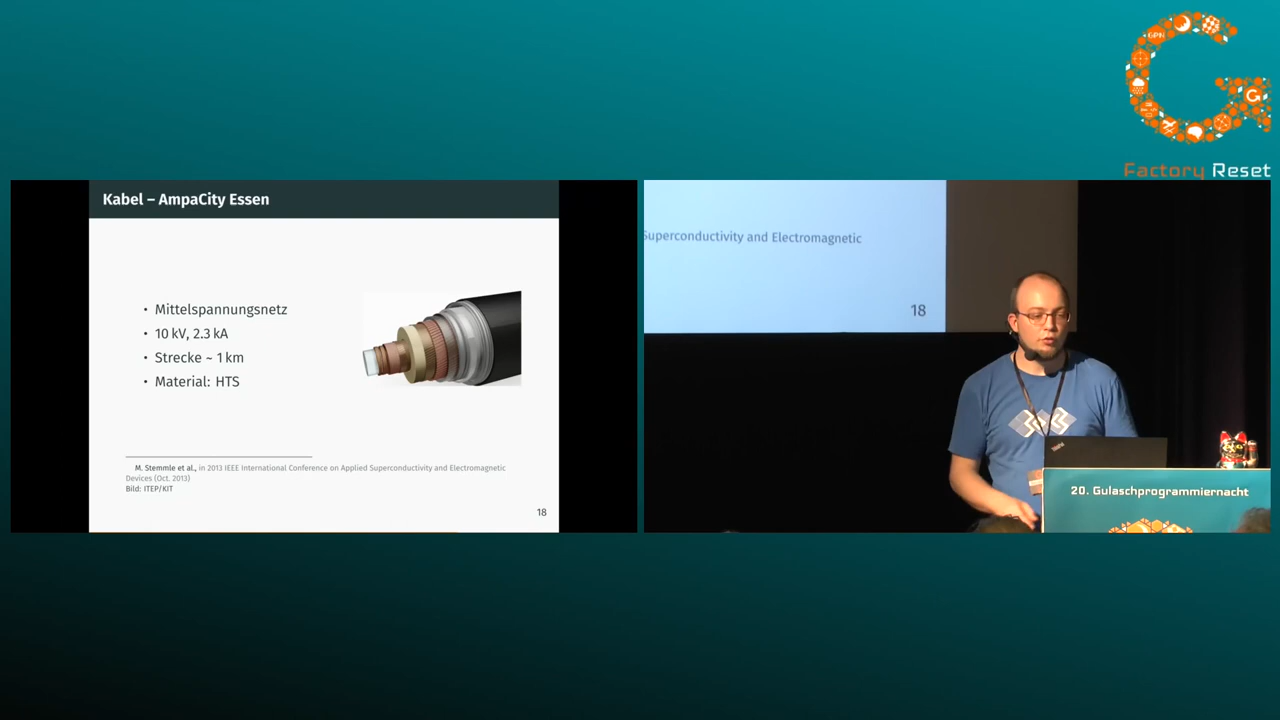 GPN
Factory Reset
Kabel – AmpaCity Essen
• Mittelspannungsnetz
• 10 kV, 2.3 kA
• Strecke ~ 1 km
• Material: HTS
M. Stemmle et al., in 2013 IEEE International Conference on Applied Superconductivity and Electromagnetic
Devices (Oct. 2013)
Bild: ITEP/KIT
18
Superconductivity and Electromagnetic
18
20. Gulaschprogrammiernacht